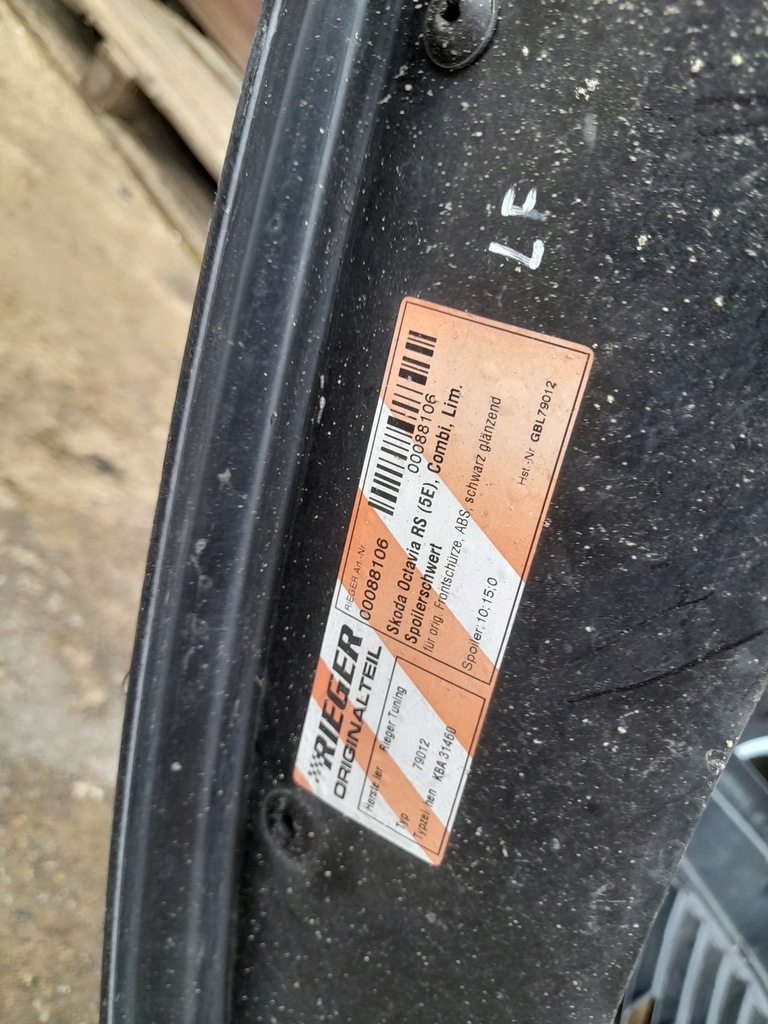 LF
RIEGER
ORIGINALTEIL
RIEGER Art.-Nr
00088106
00088106
Skoda Octavia RS (5E), Combi, Lim.
Spoilerschwert
für orig. Frontschürze, ABS, schwarz glänzend
Spoiler;10;15;0
Hst.-Nr GBL79012
Hersteller Rieger Tuning
Typ 79012
Typzeichen KBA 31460